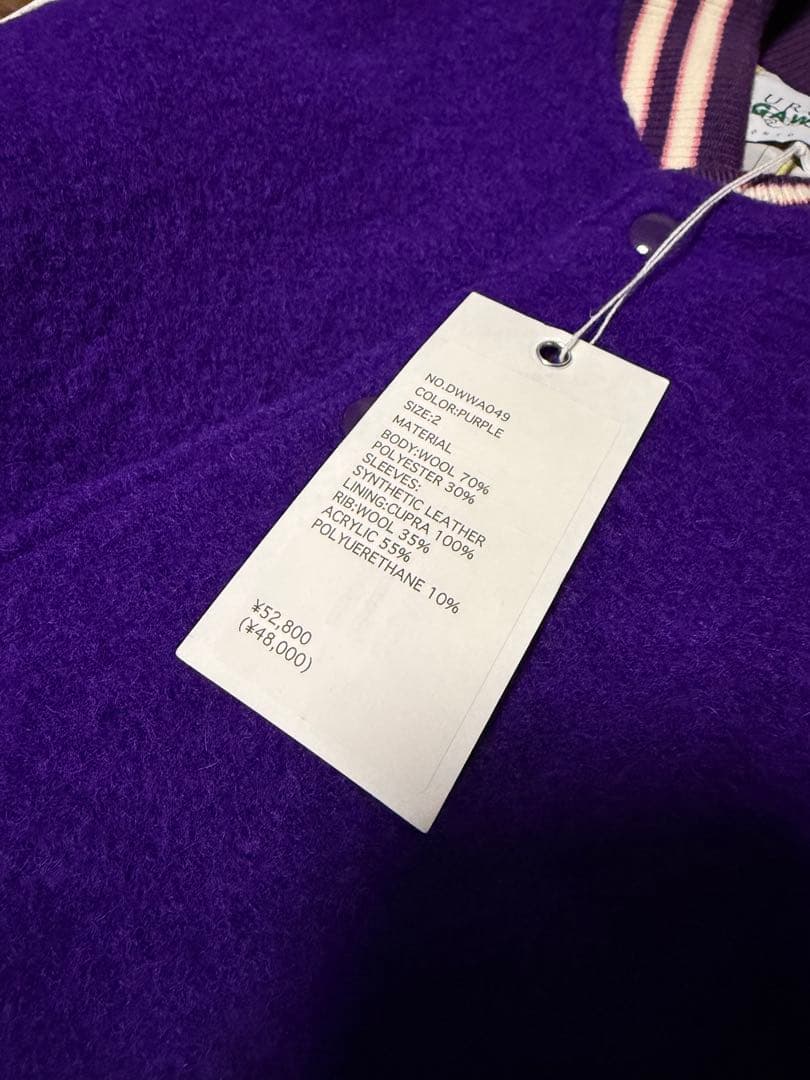 NO.DWWA049
COLOR:PURPLE
SIZE:2
MATERIAL
BODY:WOOL 70%
POLYESTER 30%
SLEEVES:
SYNTHETIC LEATHER
LINING:CUPRA 100%
RIB:WOOL 35%
ACRYLIC 55%
POLYUERETHANE 10%
¥52,800
(¥48,000)